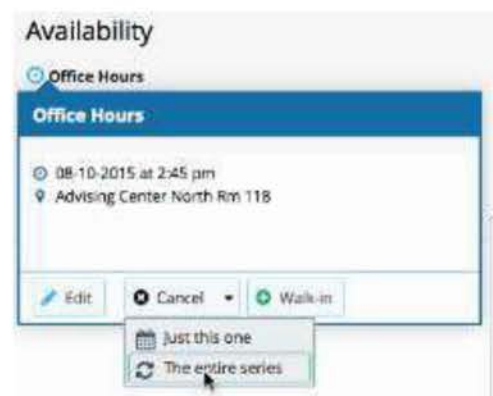 Availability
Office Hours
Office Hours
08-10-2015 at 2:45 pm
Advising Center North Rm 118
Edit Cancel Walk-in
Just this one
The entire series